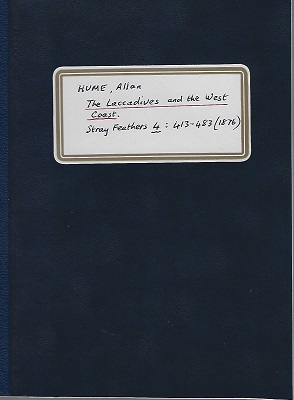 HUME, Allan
The Laccadives and the West
Coast.
Stray Feathers 4 : 413-483 (1876)